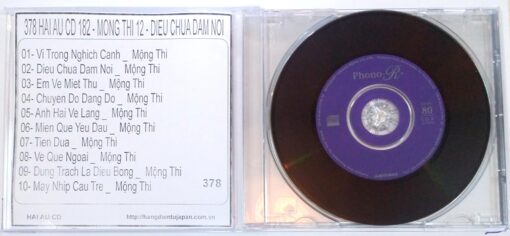 378 HAI AU CD 182 - MONG THI 12 - DIEU CHUA DAM NOI
01- Vi Trong Nghich Canh _ Mộng Thi
02- Dieu Chua Dam Noi _ Mộng Thi
03- Em Ve Miet Thu _ Mộng Thi
04- Chuyen Do Dang Do _ Mộng Thi
05- Anh Hai Ve Lang _ Mộng Thi
06- Mien Que Yeu Dau _ Mộng Thi
07- Tien Dua _ Mộng Thi
08- Ve Que Ngoai _ Mộng Thi
09- Dung Trach La Dieu Bong _ Mộng Thi
10- May Nhip Cau Tre _ Mộng Thi
378
HAI AU CD
http://hangdientujapan.com.vn
Phono-R
80